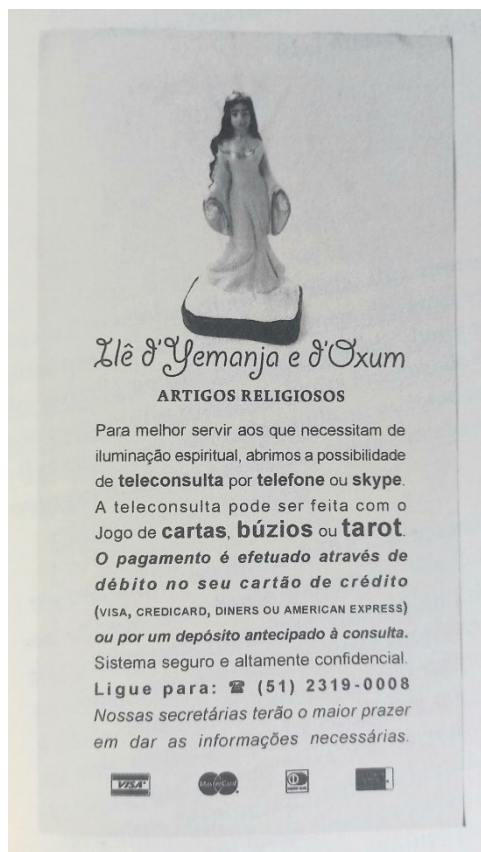 Ilê d'Yemanja e d'Oxum
ARTIGOS RELIGIOSOS
Para melhor servir aos que necessitam de
iluminação espiritual, abrimos a possibilidade
de teleconsulta por telefone ou skype.
A teleconsulta pode ser feita com o
Jogo de cartas, búzios ou tarot.
O pagamento é efetuado através de
débito no seu cartão de crédito
(VISA, CREDICARD, DINERS OU AMERICAN EXPRESS)
ou por um depósito antecipado à consulta.
Sistema seguro e altamente confidencial.
Ligue para: ☎ (51) 2319-0008
Nossas secretárias terão o maior prazer
em dar as informações necessárias.
VISA MasterCard